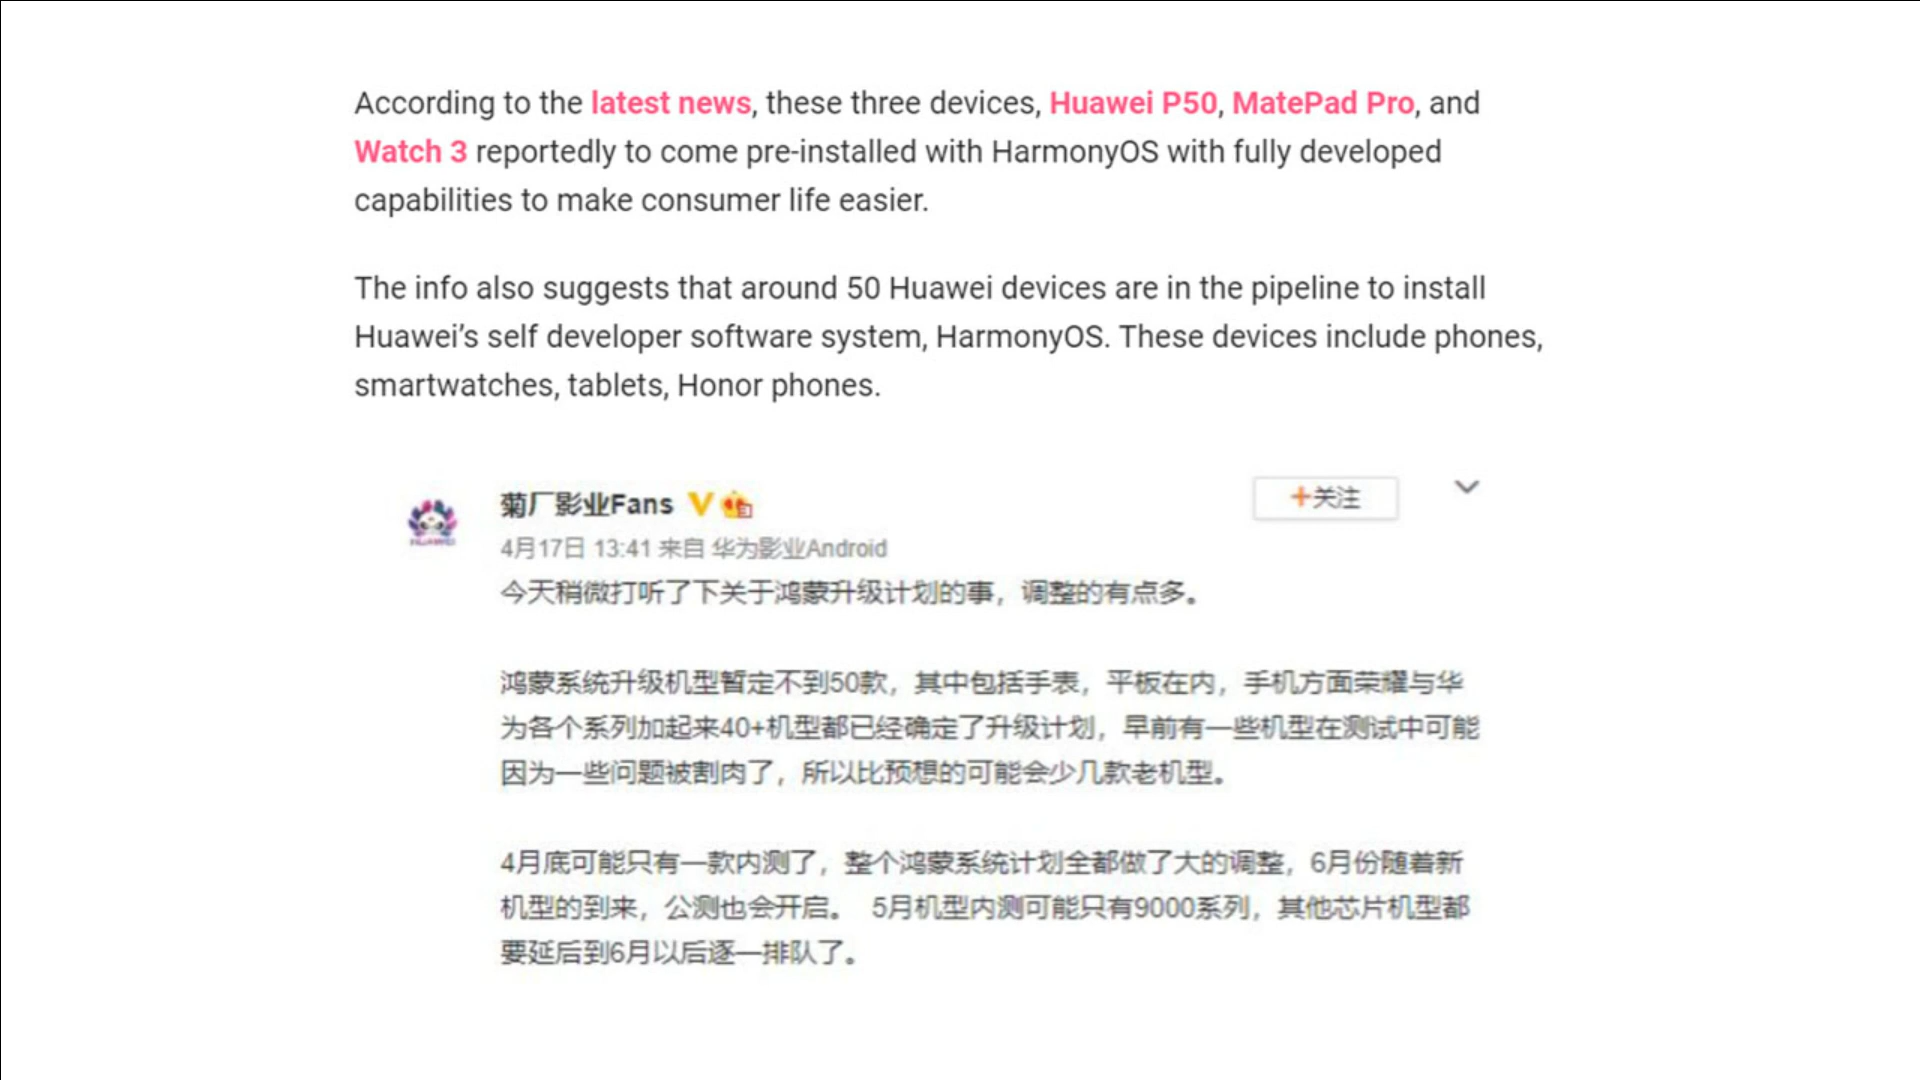 According to the latest news, these three devices, Huawei P50, MatePad Pro, and
Watch 3 reportedly to come pre-installed with HarmonyOS with fully developed
capabilities to make consumer life easier.
The info also suggests that around 50 Huawei devices are in the pipeline to install
Huawei’s self developer software system, HarmonyOS. These devices include phones,
smartwatches, tablets, Honor phones.
菊厂影业Fans
+关注
4月17日 13:41 来自 华为影业Android
今天稍微打听了下关于鸿蒙升级计划的事，调整的有点多。
鸿蒙系统升级机型暂定不到50款，其中包括手表，平板在内，手机方面荣耀与华
为各个系列加起来40+机型都已经确定了升级计划，早前有一些机型在测试中可能
因为一些问题被割肉了，所以比预想的可能会少几款老机型。
4月底可能只有一款内测了，整个鸿蒙系统计划全都做了大的调整，6月份随着新
机型的到来，公测也会开启。 5月机型内测可能只有9000系列，其他芯片机型都
要延后到6月以后逐一排队了。
HUAWEI